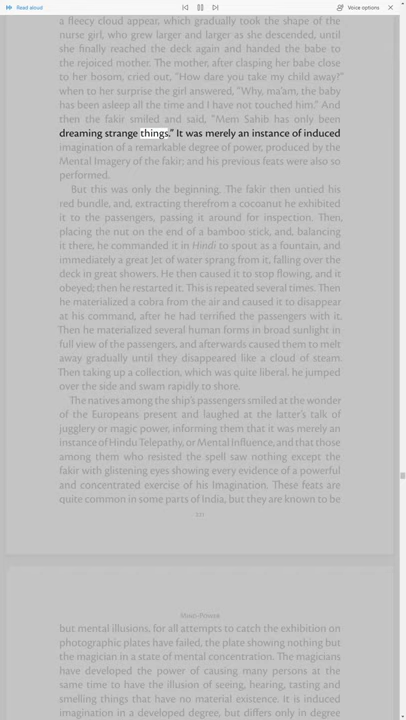 Read aloud
Voice options
a fleecy cloud appear, which gradually took the shape of the
nurse girl, who grew larger and larger as she descended, until
she finally reached the deck again and handed the babe to
the rejoiced mother. The mother, after clasping her babe close
to her bosom, cried out, "How dare you take my child away!"
when to her surprise the girl answered, "Why, ma'am, the baby
has been asleep all the time and I have not touched him." And
then the fakir smiled and said, "Mem Sahib has only been
dreaming strange things." It was merely an instance of induced
imagination of a remarkable degree of power, produced by the
Mental Imagery of the fakir; and his previous feats were also so
performed.
But this was only the beginning. The fakir then untied his
red bundle, and, extracting therefrom a cocoanut he exhibited
it to the passengers, passing it around for inspection. Then,
placing the nut on the end of a bamboo stick, and, balancing
it there, he commanded it in Hindi to spout as a fountain, and
immediately a great Jet of water sprang from it, falling over the
deck in great showers. He then caused it to stop flowing, and it
obeyed; then he restarted it. This is repeated several times. Then
he materialized a cobra from the air and caused it to disappear
at his command, after he had terrified the passengers with it.
Then he materialized several human forms in broad sunlight in
full view of the passengers, and afterwards caused them to melt
away gradually until they disappeared like a cloud of steam.
Then taking up a collection, which was quite liberal, he jumped
over the side and swam rapidly to shore.
The natives among the ship's passengers smiled at the wonder
of the Europeans present and laughed at the latter's talk of
jugglery or magic power, informing them that it was merely an
instance of Hindu Telepathy, or Mental Influence, and that those
among them who resisted the spell saw nothing except the
fakir with glistening eyes showing every evidence of a powerful
and concentrated exercise of his Imagination. These feats are
quite common in some parts of India, but they are known to be
Mind-Power
but mental illusions, for all attempts to catch the exhibition on
photographic plates have failed, the plate showing nothing but
the magician in a state of mental concentration. The magicians
have developed the power of causing many persons at the
same time to have the illusion of seeing, hearing, tasting and
smelling things that have no material existence. It is induced
imagination in a developed degree, but differs only in degree